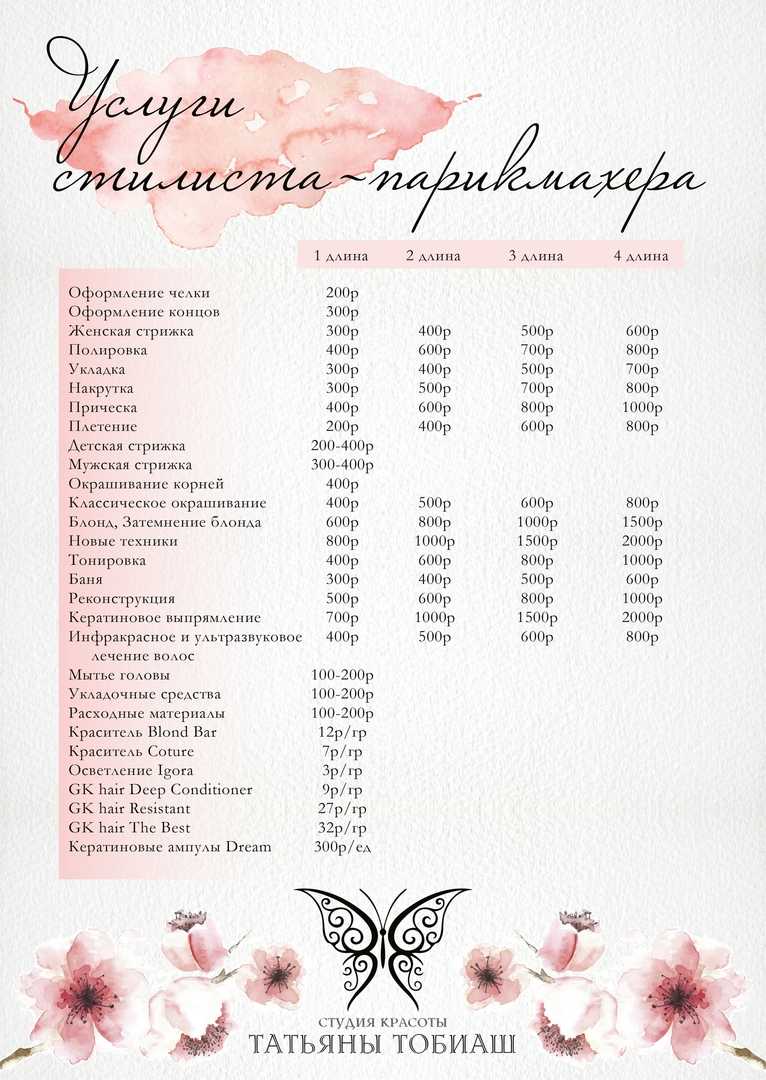 Услуги
стилиста~парикмахера
1 длина 2 длина 3 длина 4 длина
Оформление челки 200р
Оформление концов 300р
Женская стрижка 300р 400р 500р 600р
Полировка 400р 600р 700р 800р
Укладка 300р 400р 500р 700р
Накрутка 300р 500р 700р 800р
Прическа 400р 600р 800р 1000р
Плетение 200р 400р 600р 800р
Детская стрижка 200-400р
Мужская стрижка 300-400р
Окрашивание корней 400р
Классическое окрашивание 400р 500р 600р 800р
Блонд, Затемнение блонда 600р 800р 1000р 1500р
Новые техники 800р 1000р 1500р 2000р
Тонировка 400р 600р 800р 1000р
Баня 300р 400р 500р 600р
Реконструкция 500р 600р 800р 1000р
Кератиновое выпрямление 700р 1000р 1500р 2000р
Инфракрасное и ультразвуковое 400р 500р 600р 800р
лечение волос
Мытье головы 100-200р
Укладочные средства 100-200р
Расходные материалы 100-200р
Краситель Blond Bar 12р/гр
Краситель Coture 7р/гр
Осветление Igora 3р/гр
GK hair Deep Conditioner 9р/гр
GK hair Resistant 27р/гр
GK hair The Best 32р/гр
Кератиновые ампулы Dream 300р/ед
СТУДИЯ КРАСОТЫ
ТАТЬЯНЫ ТОБИАШ